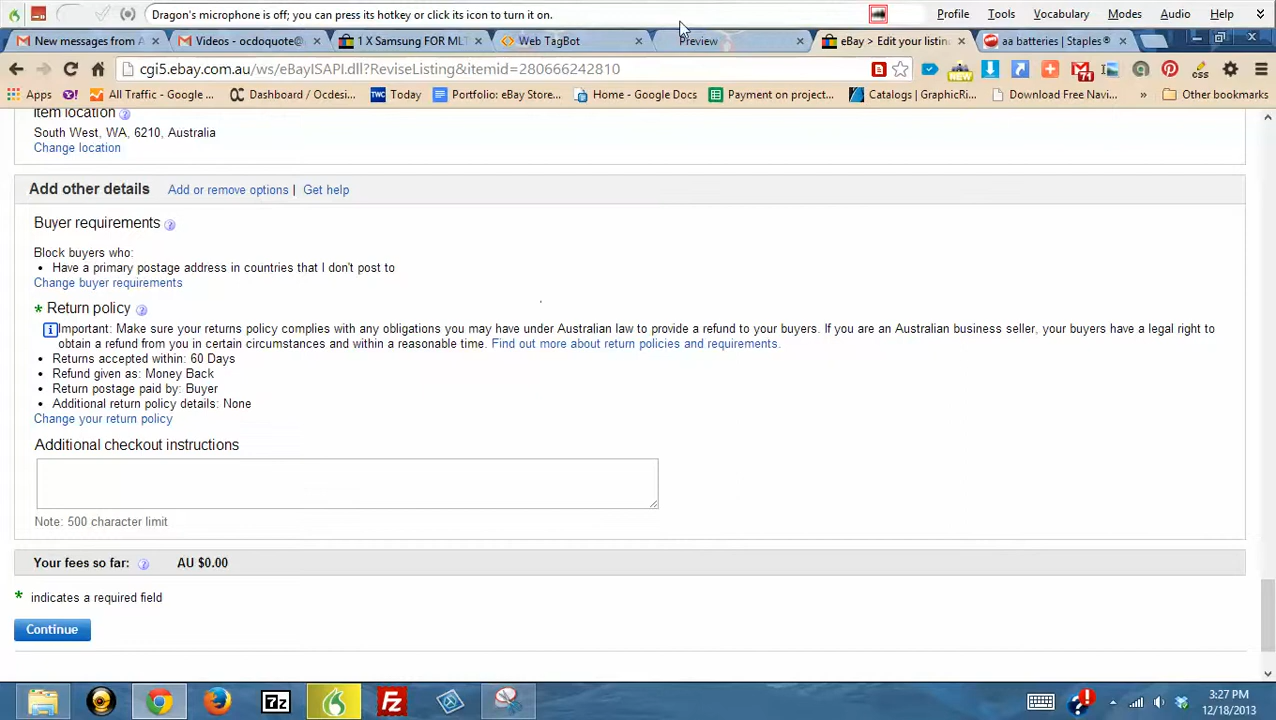 Dragon's microphone is off; you can press its hotkey or click its icon to turn it on.
Profile Tools Vocabulary Modes Audio Help
New messages from A
Videos - ocdoquote@
1 X Samsung FOR MLT
Web TagBot
Preview
eBay > Edit your listin
aa batteries | Staples®
cgi5.ebay.com.au/ws/eBayISAPI.dll?ReviseListing&itemid=280666242810
Apps
All Traffic - Google...
Dashboard / Ocdesi...
Today
Portfolio: eBay Store...
Home - Google Docs
Payment on project...
Catalogs | GraphicRi...
Download Free Navi...
Other bookmarks
Item location
South West, WA, 6210, Australia
Change location
Add other details Add or remove options | Get help
Buyer requirements
Block buyers who:
• Have a primary postage address in countries that I don't post to
Change buyer requirements
* Return policy
Important: Make sure your returns policy complies with any obligations you may have under Australian law to provide a refund to your buyers. If you are an Australian business seller, your buyers have a legal right to
obtain a refund from you in certain circumstances and within a reasonable time. Find out more about return policies and requirements.
• Returns accepted within: 60 Days
• Refund given as: Money Back
• Return postage paid by: Buyer
• Additional return policy details: None
Change your return policy
Additional checkout instructions
Note: 500 character limit
Your fees so far: AU $0.00
* indicates a required field
Continue
3:27 PM
12/18/2013